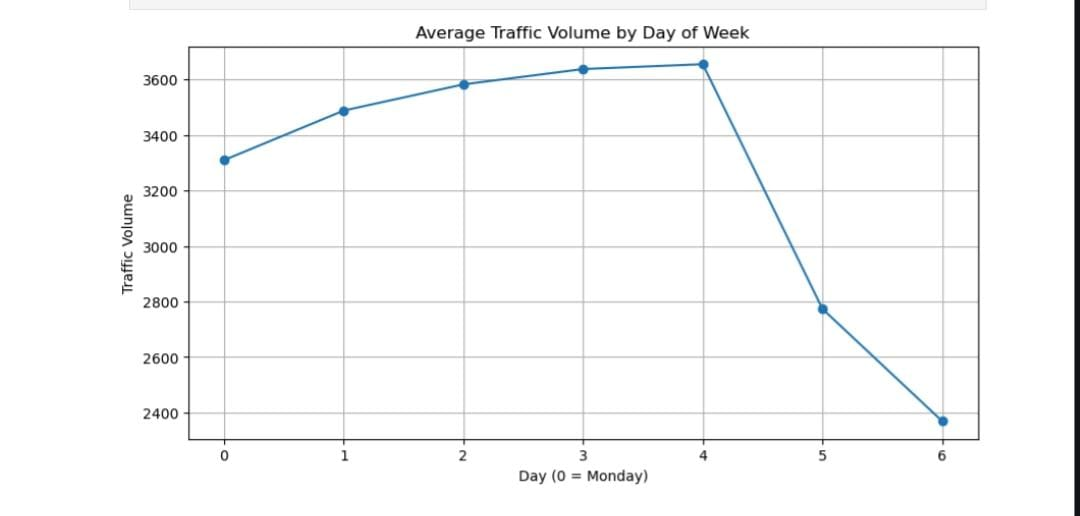 Average Traffic Volume by Day of Week
Traffic Volume
3600
3400
3200
3000
2800
2600
2400
0 1 2 3 4 5 6
Day (0 = Monday)